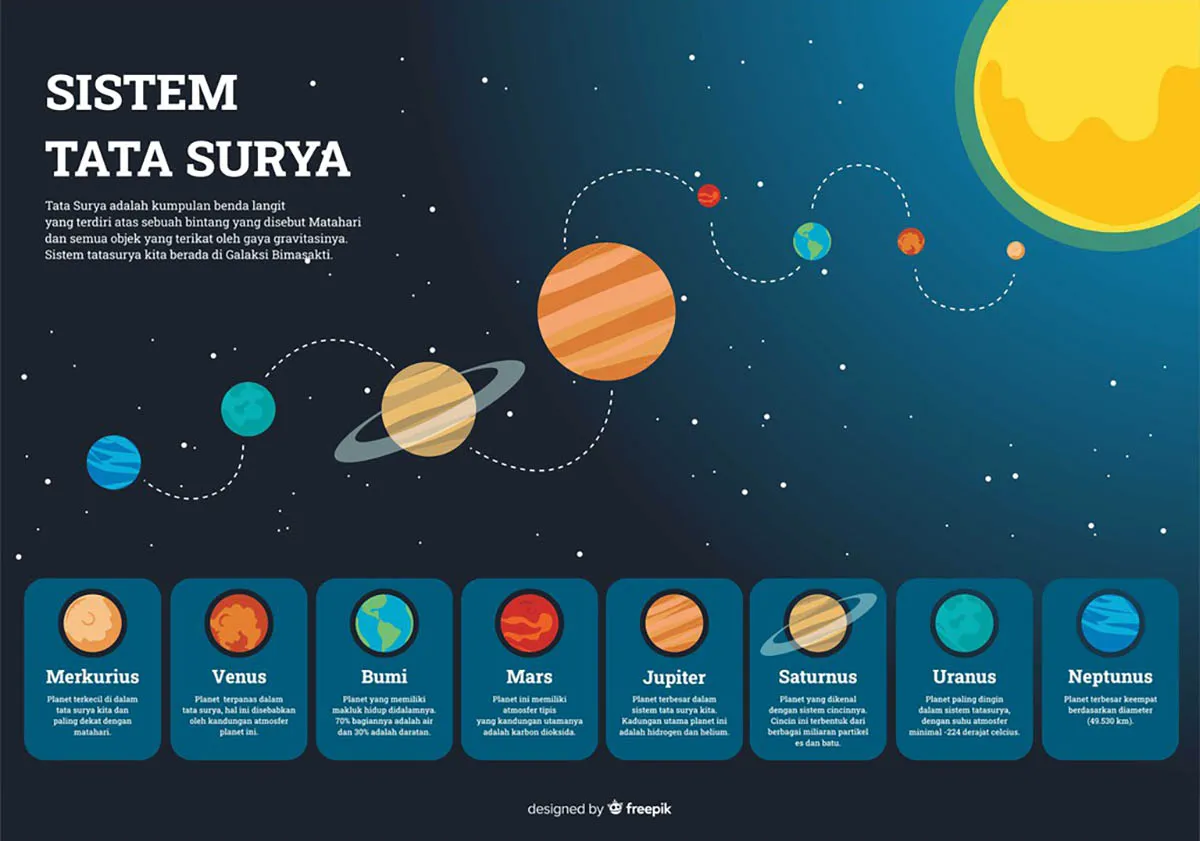 SISTEM
TATA SURYA
Tata Surya adalah kumpulan benda langit
yang terdiri atas sebuah bintang yang disebut Matahari
dan semua objek yang terikat oleh gaya gravitasinya.
Sistem tatasurya kita berada di Galaksi Bimasakti.
Merkurius
Planet terkecil di dalam
tata surya kita dan
paling dekat dengan
matahari.
Venus
Planet terpanas dalam
tata surya, hal ini disebabkan
oleh kandungan atmosfer
planet ini.
Bumi
Planet yang memiliki
makluk hidup didalamnya.
70% bagiannya adalah air
dan 30% adalah daratan.
Mars
Planet ini memiliki
atmosfer tipis
yang kandungan utamanya
adalah karbon dioksida.
Jupiter
Planet terbesar dalam
sistem tata surya kita.
Kadungan utama planet ini
adalah hidrogen dan helium.
Saturnus
Planet yang dikenal
dengan sistem cincinnya.
Cincin ini terbentuk dari
berbagai miliaran partikel
es dan batu.
Uranus
Planet paling dingin
dalam sistem tatasurya,
dengan suhu atmosfer
minimal -224 derajat celcius.
Neptunus
Planet terbesar keempat
berdasarkan diameter
(49.530 km).
designed by freepik